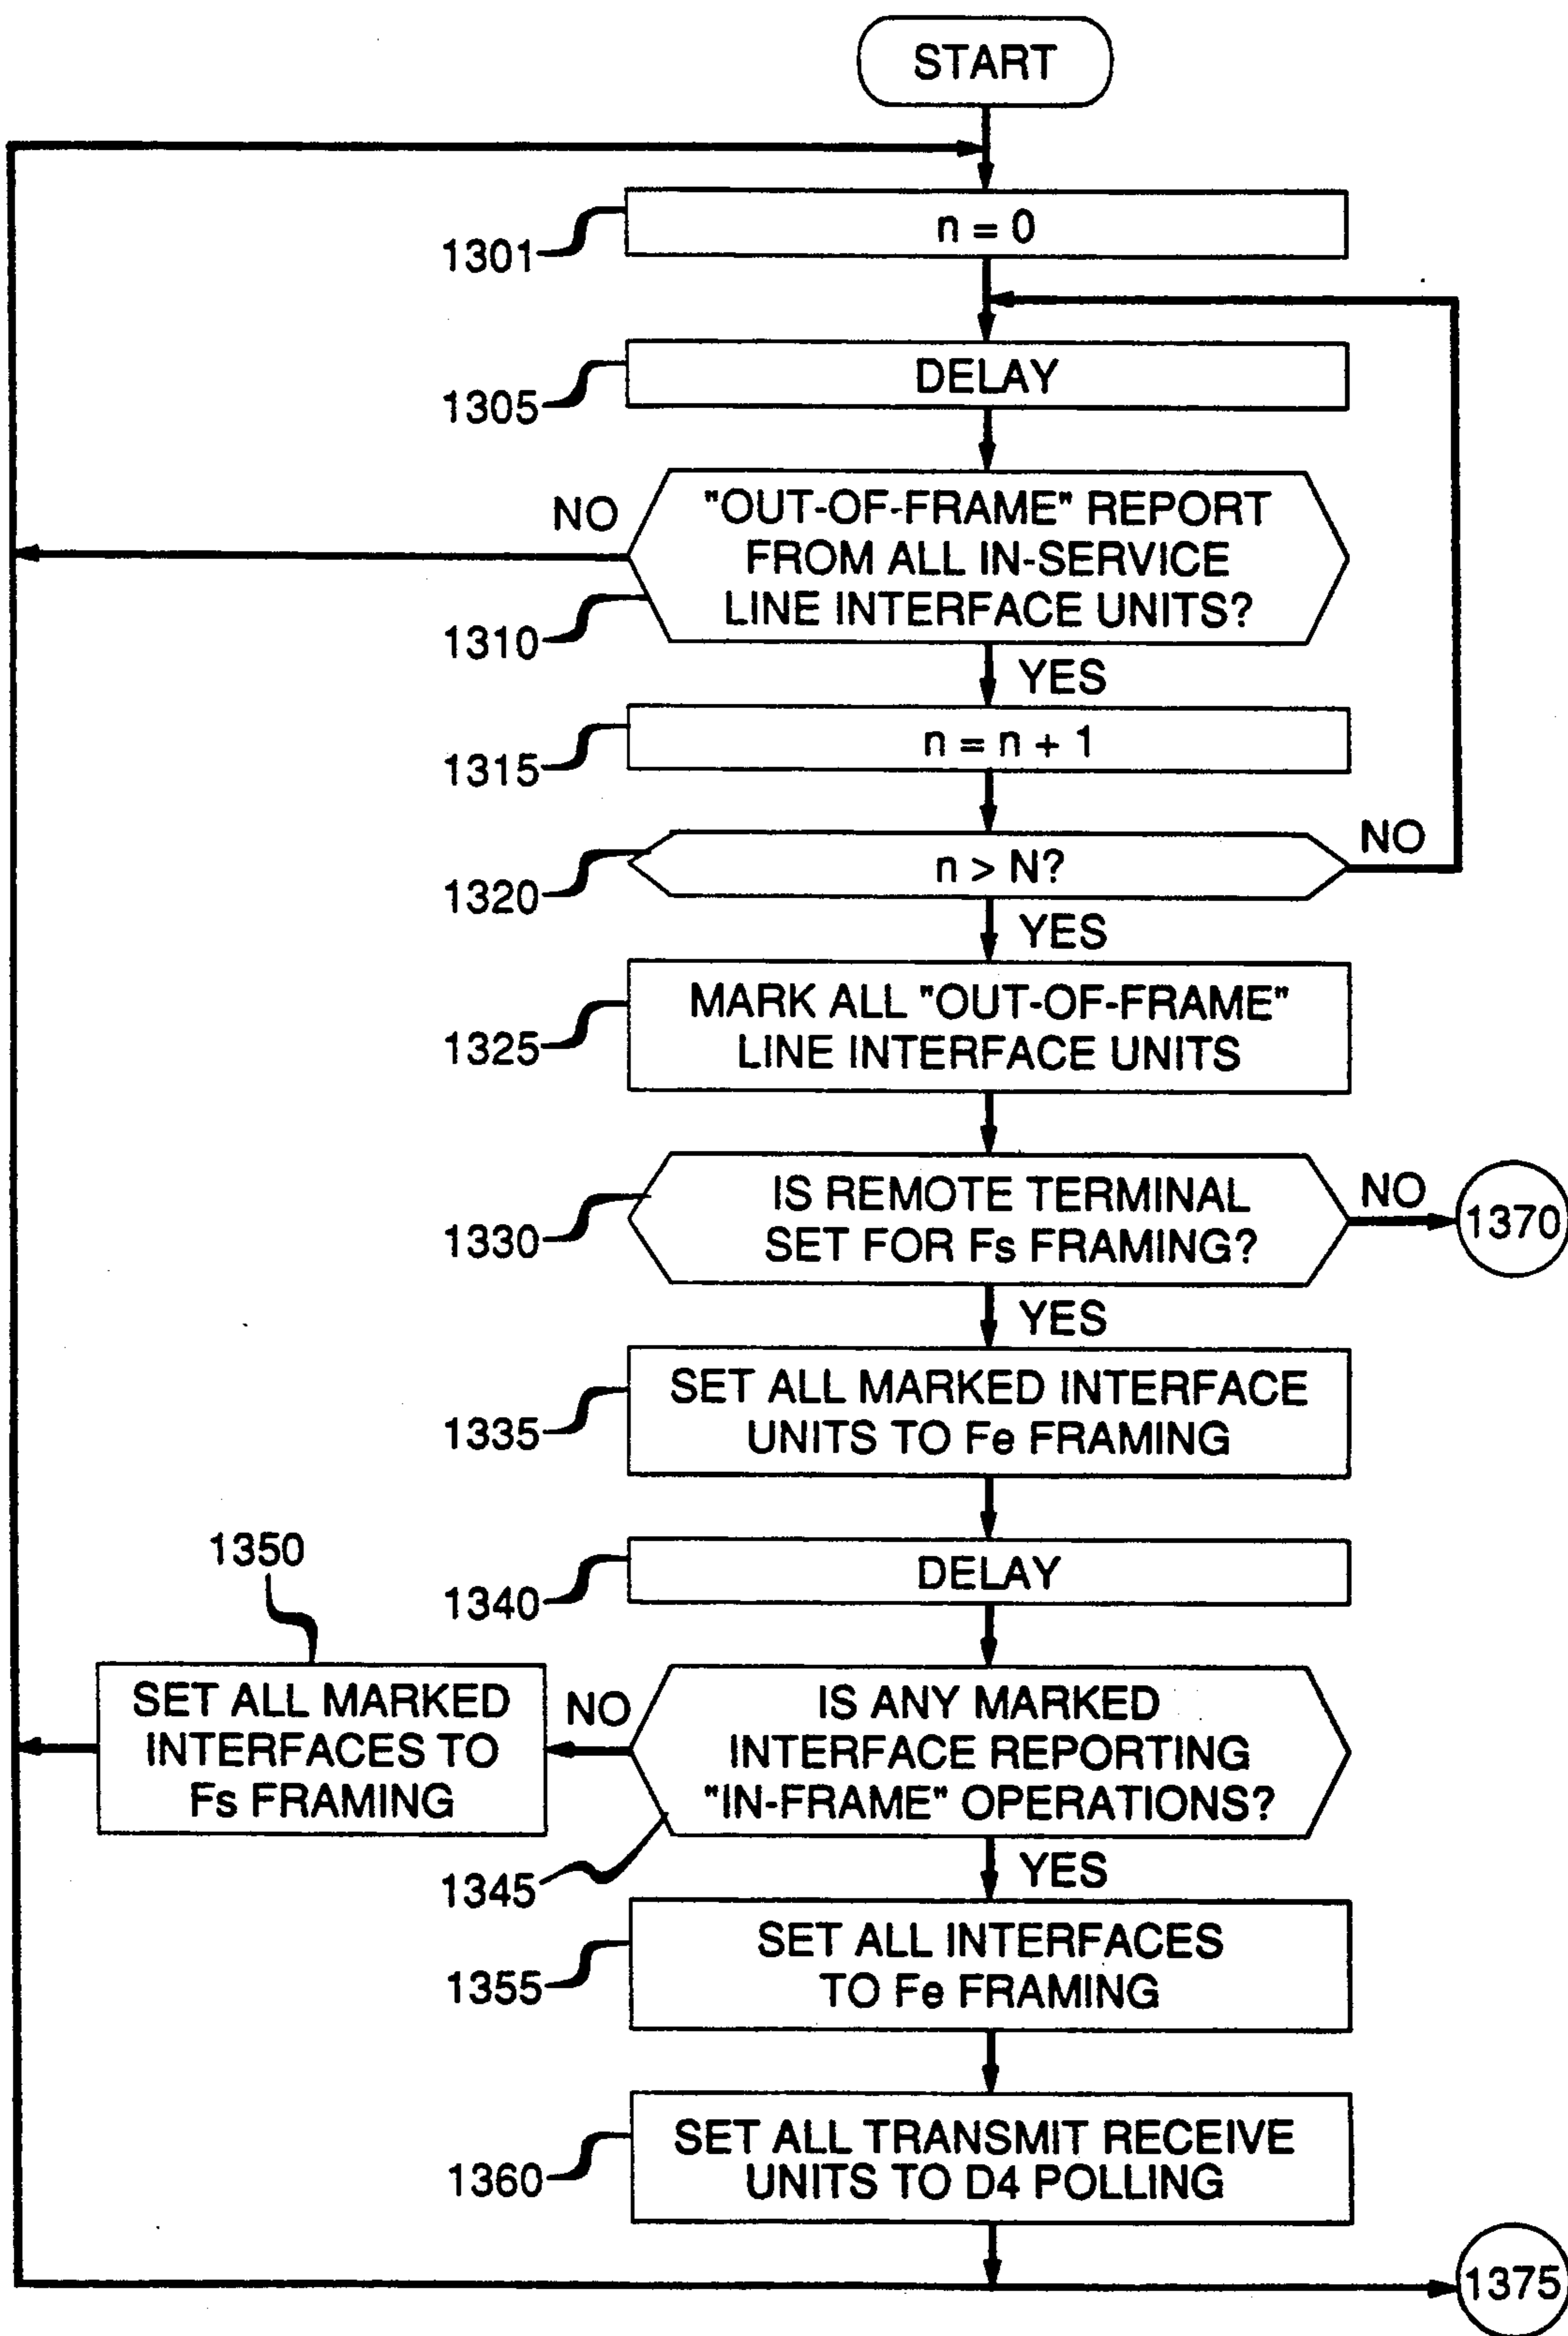 START
n = 0
1301
DELAY
1305
NO
"OUT-OF-FRAME" REPORT
FROM ALL IN-SERVICE
LINE INTERFACE UNITS?
1310
YES
n = n + 1
1315
n > N?
NO
1320
YES
MARK ALL "OUT-OF-FRAME"
LINE INTERFACE UNITS
1325
IS REMOTE TERMINAL
SET FOR Fs FRAMING?
NO
1370
1330
YES
SET ALL MARKED INTERFACE
UNITS TO Fe FRAMING
1335
DELAY
1340
1350
SET ALL MARKED
INTERFACES TO
Fs FRAMING
NO
IS ANY MARKED
INTERFACE REPORTING
"IN-FRAME" OPERATIONS?
1345
YES
SET ALL INTERFACES
TO Fe FRAMING
1355
SET ALL TRANSMIT RECEIVE
UNITS TO D4 POLLING
1360
1375